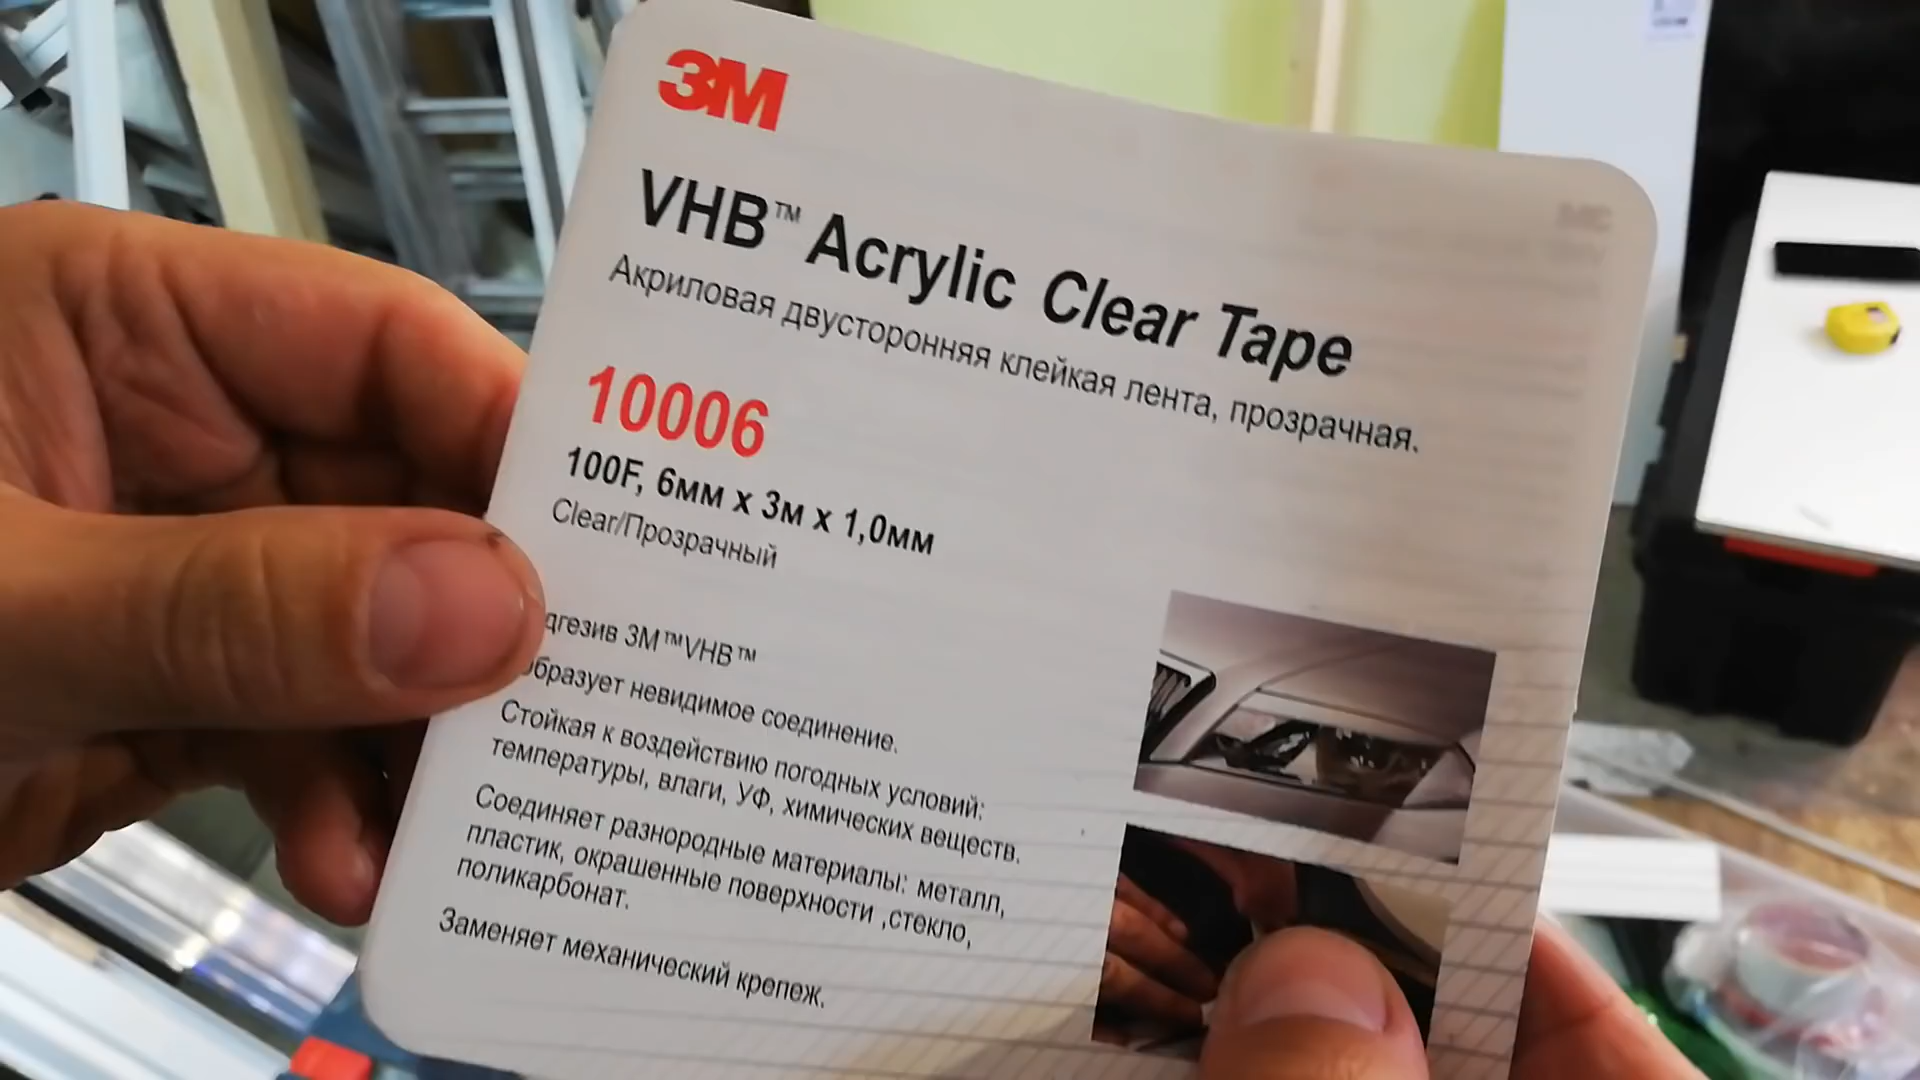 3M
VHB™ Acrylic Clear Tape
Акриловая двусторонняя клейкая лента, прозрачная.
10006
100F, 6мм x 3м x 1,0мм
Clear/Прозрачный
дгезив 3M™VHB™
образует невидимое соединение.
Стойкая к воздействию погодных условий:
температуры, влаги, УФ, химических веществ.
Соединяет разнородные материалы: металл,
пластик, окрашенные поверхности ,стекло,
поликарбонат.
Заменяет механический крепеж.